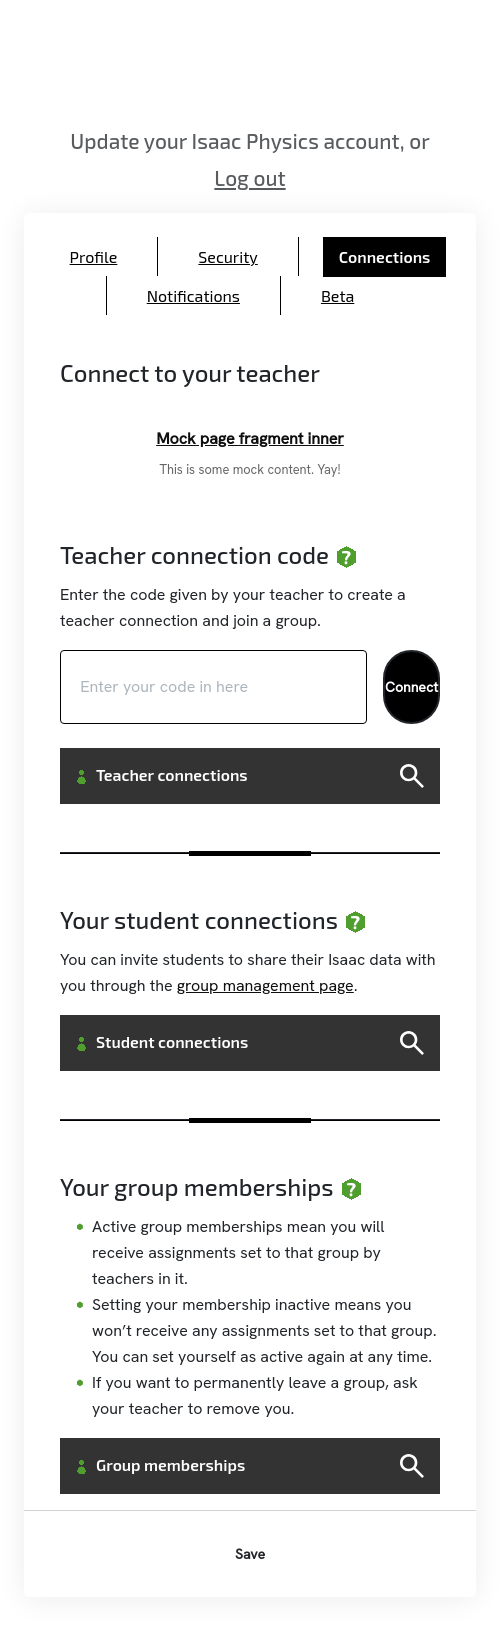 Update your Isaac Physics account, or
Log out
Profile
Security
Connections
Notifications
Beta
Connect to your teacher
Mock page fragment inner
This is some mock content. Yay!
Teacher connection code ?
Enter the code given by your teacher to create a
teacher connection and join a group.
Enter your code in here
Connect
Teacher connections
Your student connections ?
You can invite students to share their Isaac data with
you through the group management page.
Student connections
Your group memberships ?
Active group memberships mean you will
receive assignments set to that group by
teachers in it.
Setting your membership inactive means you
won’t receive any assignments set to that group.
You can set yourself as active again at any time.
If you want to permanently leave a group, ask
your teacher to remove you.
Group memberships
Save